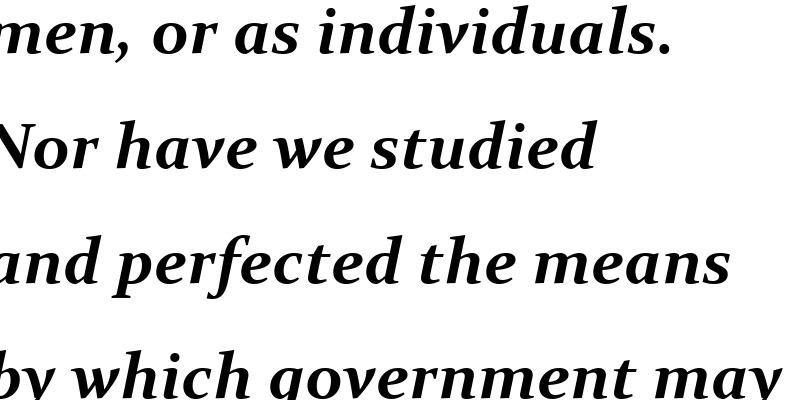 men, or as individuals.
Nor have we studied
and perfected the means
by which government may